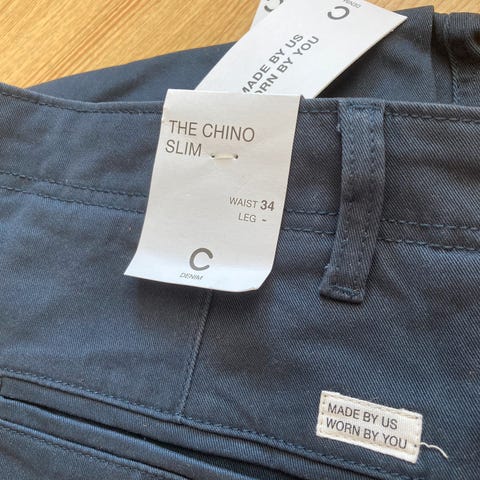 C
DENIM
MADE BY US
WORN BY YOU
THE CHINO
SLIM
WAIST 34
LEG -
C
DENIM
MADE BY US
WORN BY YOU